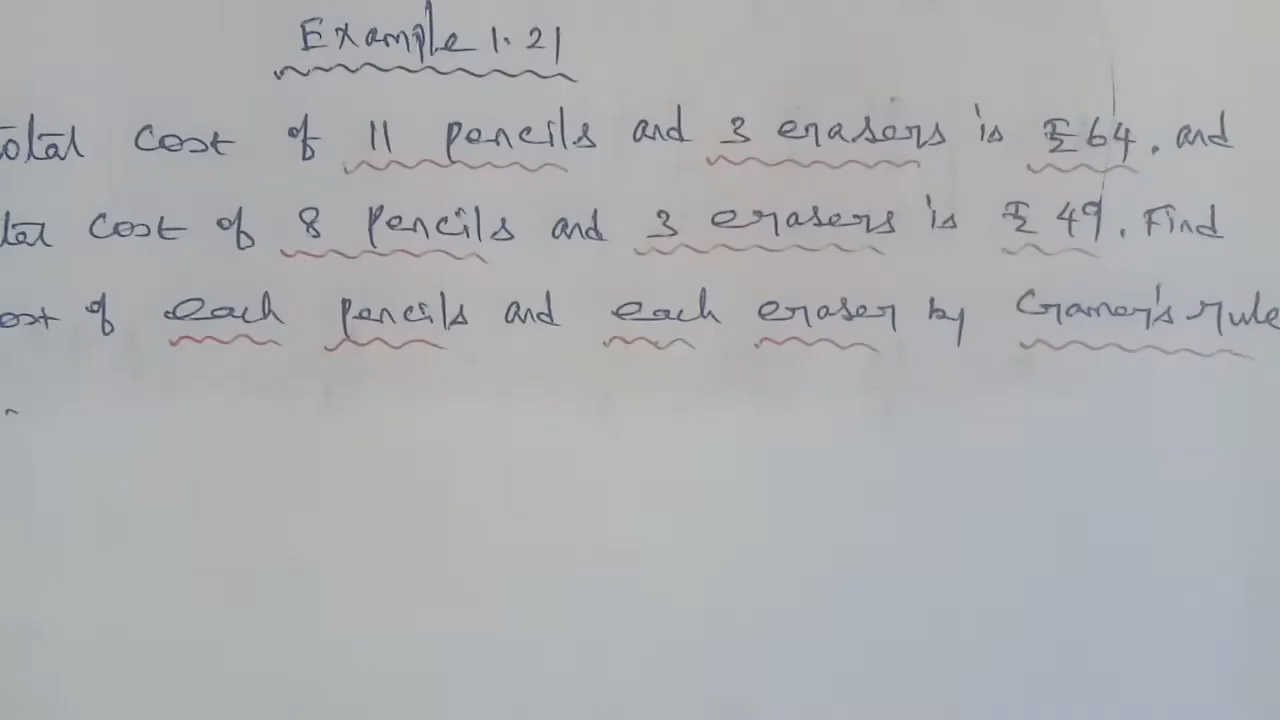 Example 1.21
otal cost of 11 pencils and 3 erasers is ₹64. and
cost of 8 pencils and 3 erasers is ₹49. Find
ost of each pencils and each eraser by Cramer's rule